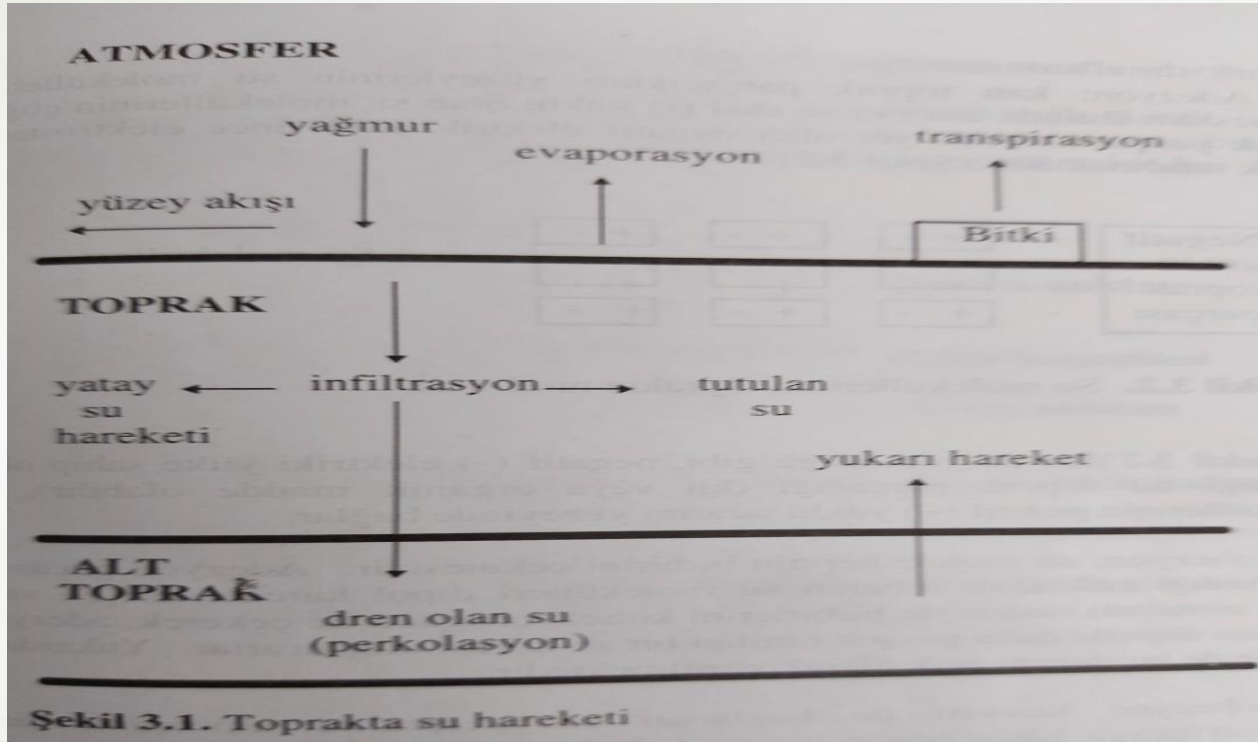 ATMOSFER
yağmur
evaporasyon
transpirasyon
yüzey akışı
Bitki
TOPRAK
yatay
su
hareketi
infiltrasyon
tutulan
su
yukarı hareket
ALT
TOPRAK
dren olan su
(perkolasyon)
Şekil 3.1. Toprakta su hareketi